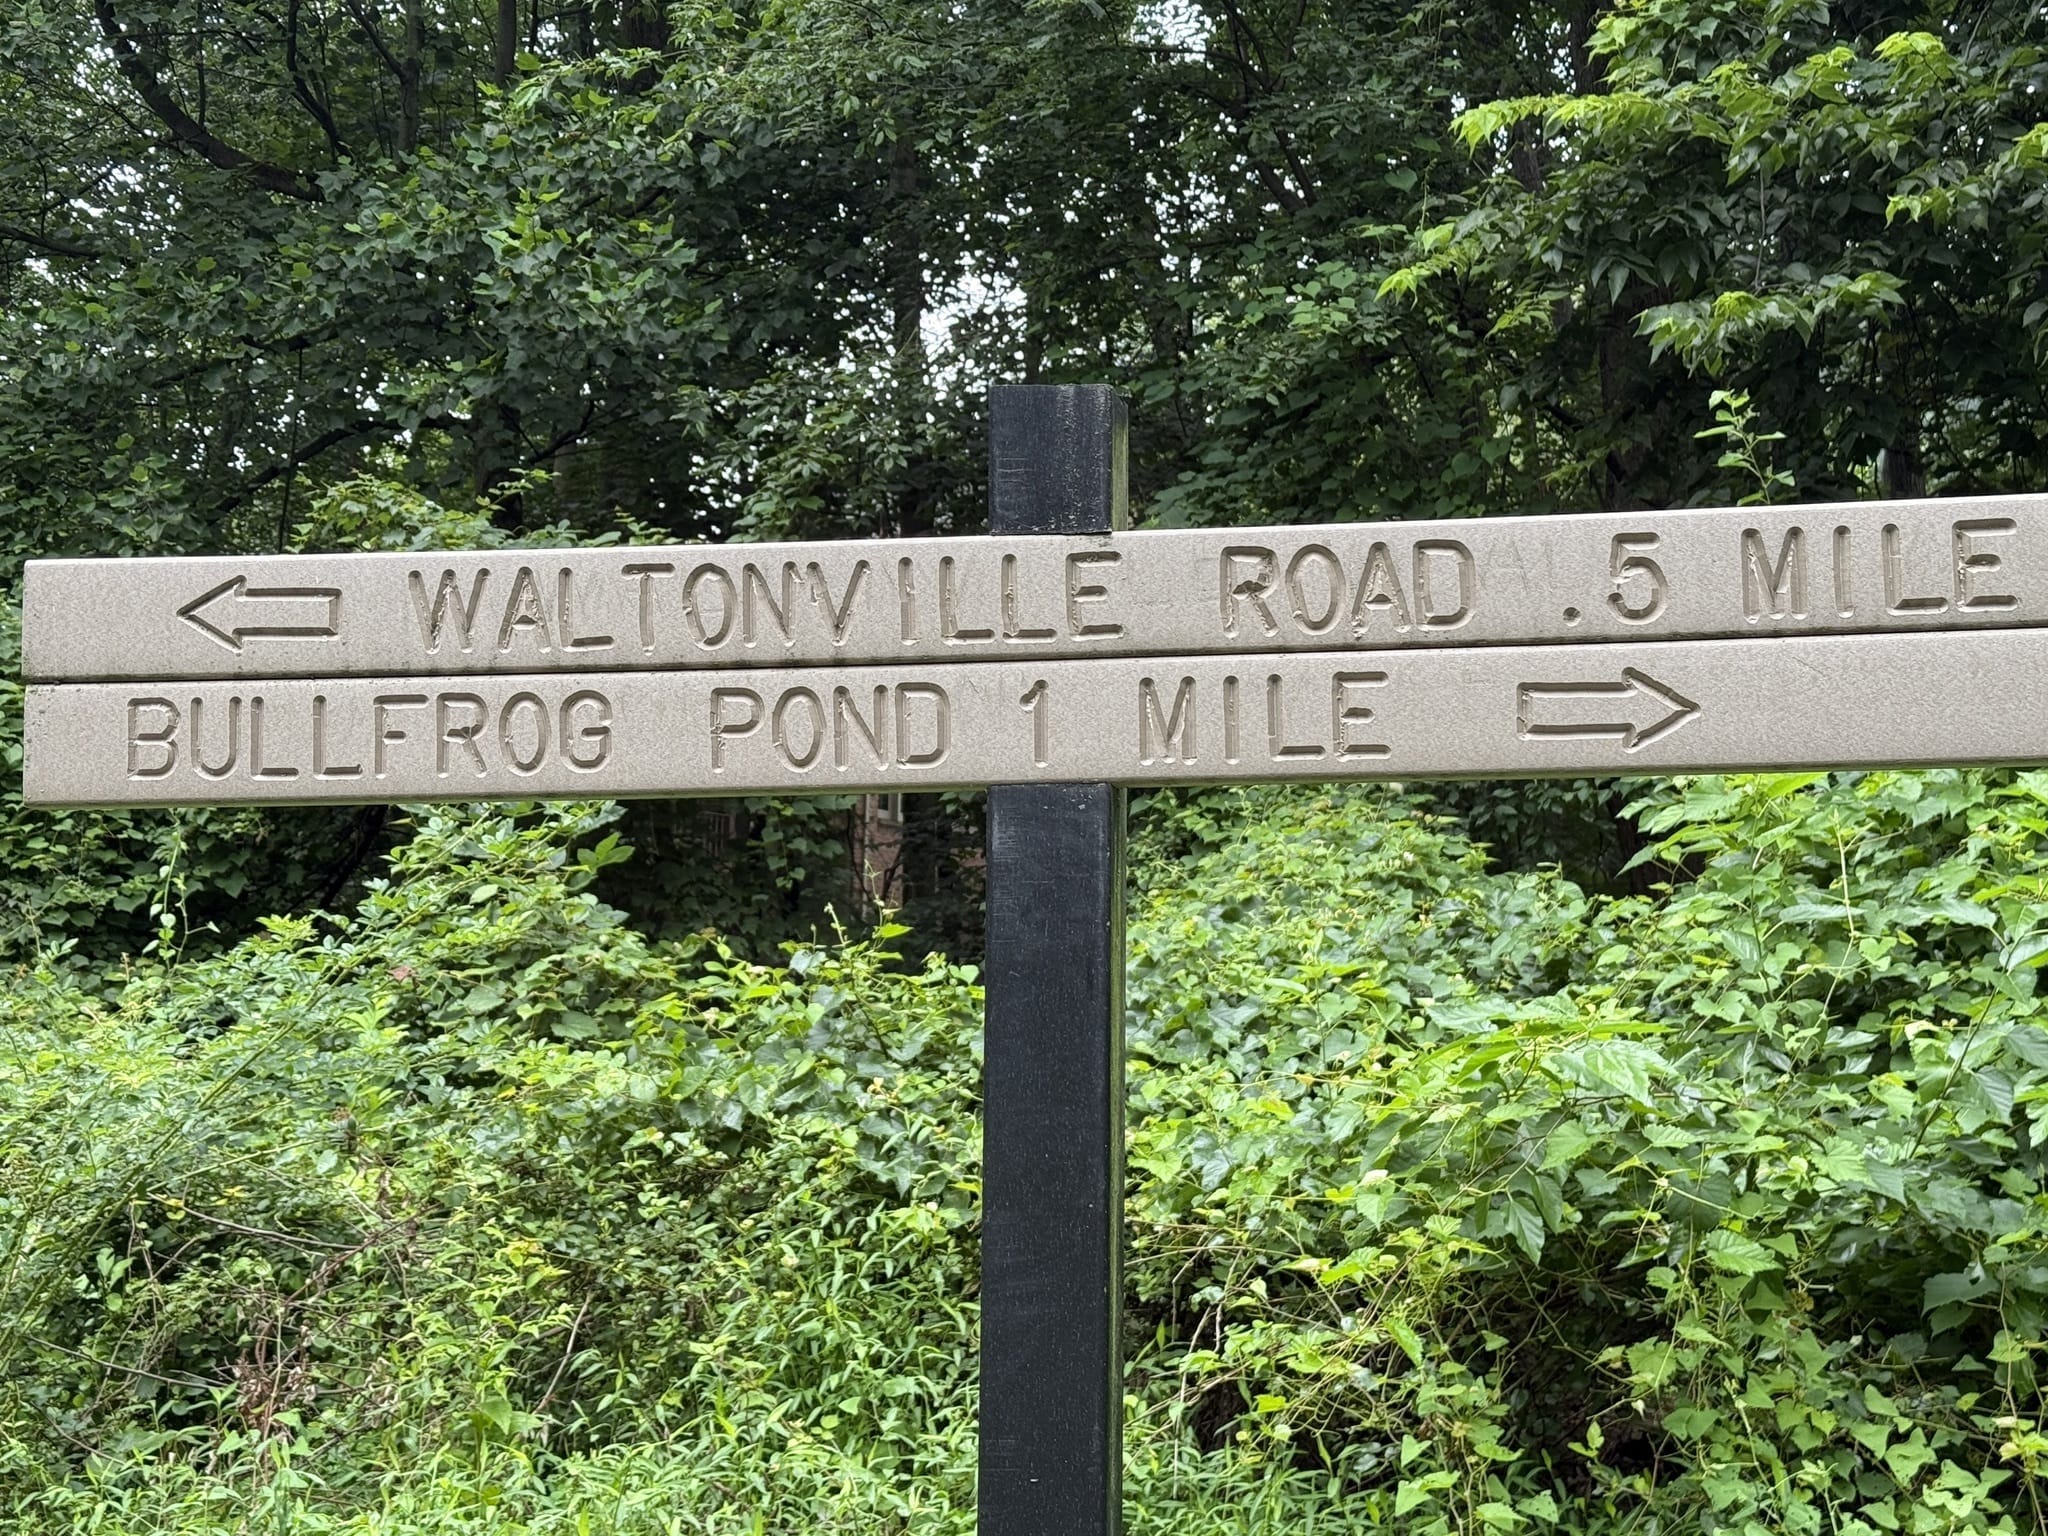 ← WALTONVILLE ROAD .5 MILE
BULLFROG POND 1 MILE →